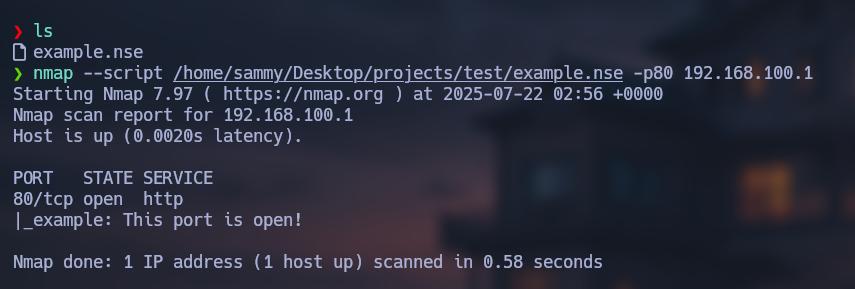 ❯ ls
example.nse
❯ nmap --script /home/sammy/Desktop/projects/test/example.nse -p80 192.168.100.1
Starting Nmap 7.97 ( https://nmap.org ) at 2025-07-22 02:56 +0000
Nmap scan report for 192.168.100.1
Host is up (0.0020s latency).

PORT   STATE SERVICE
80/tcp open  http
|_example: This port is open!

Nmap done: 1 IP address (1 host up) scanned in 0.58 seconds